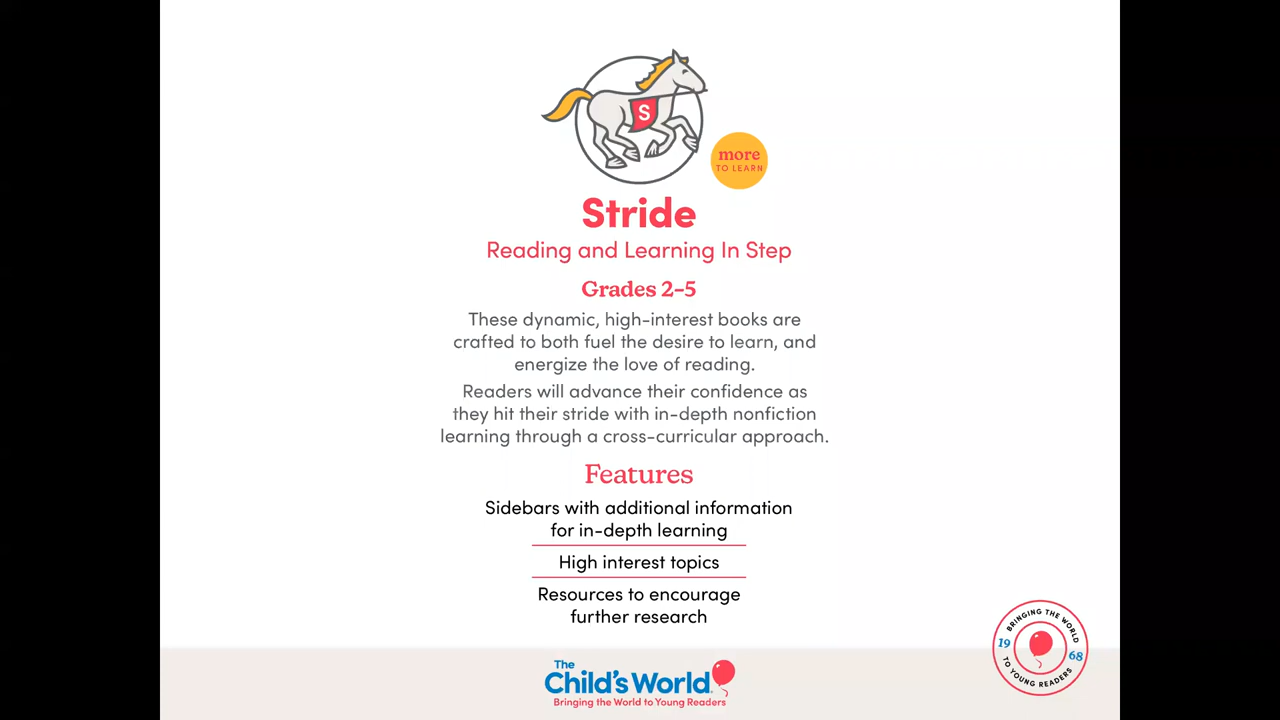 S
more
TO LEARN
Stride
Reading and Learning In Step
Grades 2–5
These dynamic, high-interest books are
crafted to both fuel the desire to learn, and
energize the love of reading.
Readers will advance their confidence as
they hit their stride with in-depth nonfiction
learning through a cross-curricular approach.
Features
Sidebars with additional information
for in-depth learning
High interest topics
Resources to encourage
further research
BRINGING THE WORLD
19 68
TO YOUNG READERS
The
Child's World
Bringing the World to Young Readers